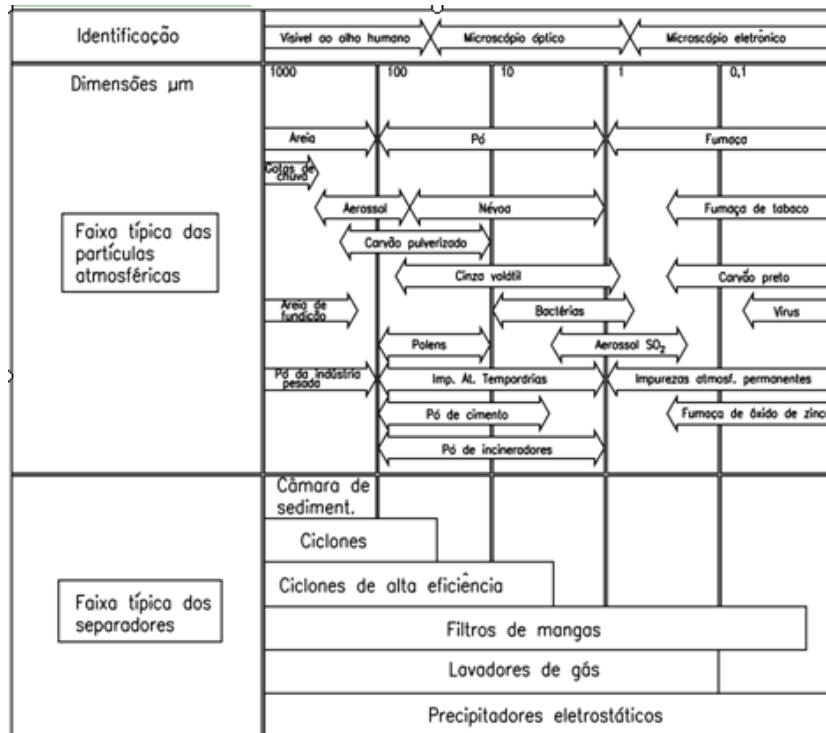 Identificação
Visível ao olho humano
Microscópio óptico
Microscópio eletrônico
Dimensões µm
1000
100
10
1
0,1
Faixa típica das
partículas
atmosféricas
Areia
Pó
Fumaça
Gotas de
chuva
Aerossol
Névoa
Fumaça de tabaco
Carvão pulverizado
Cinza volátil
Carvão preto
Areia de
fundição
Bactérias
Vírus
Polens
Aerossol SO2
Pó da indústria
pesada
Imp. At. Temporárias
Impurezas atmosf. permanentes
Pó de cimento
Fumaça de óxido de zinco
Pó de incineradores
Faixa típica dos
separadores
Câmara de
sediment.
Ciclones
Ciclones de alta eficiência
Filtros de mangas
Lavadores de gás
Precipitadores eletrostáticos